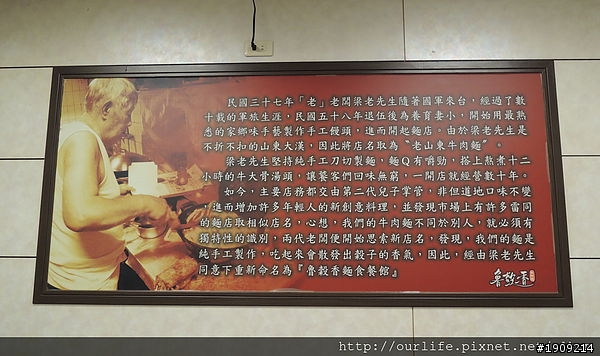 民國三十七年「老」老闆梁老先生隨著國軍來台，經過了數
十載的軍旅生涯，民國五十八年退伍後為養育妻小，開始用最熟
悉的家鄉味手藝製作手工饅頭，進而開起麵店。由於梁老先生是
不折不扣的山東大漢，因此將店名取為〝老山東牛肉麵〞。
梁老先生堅持純手工刀切製麵，麵Q有嚼勁，搭上熬煮十二
小時的牛大骨湯頭，讓饕客們回味無窮，一開店就經營數十年。
如今，主要店務都交由第二代兒子掌管，非但道地口味不變
，進而增加許多年輕人的新創意料理，並發現市場上有許多雷同
的麵店取相似店名，心想，我們的牛肉麵不同於別人，就必須有
獨特性的識別，兩代老闆便開始思索新店名，發現，我們的麵是
純手工製作，吃起來會散發出穀子的香氣，因此，經由梁老先生
同意下重新命名為『魯穀香麵食餐館』
魯穀香
http://ourlife.pixnet.net/blog
#1909214